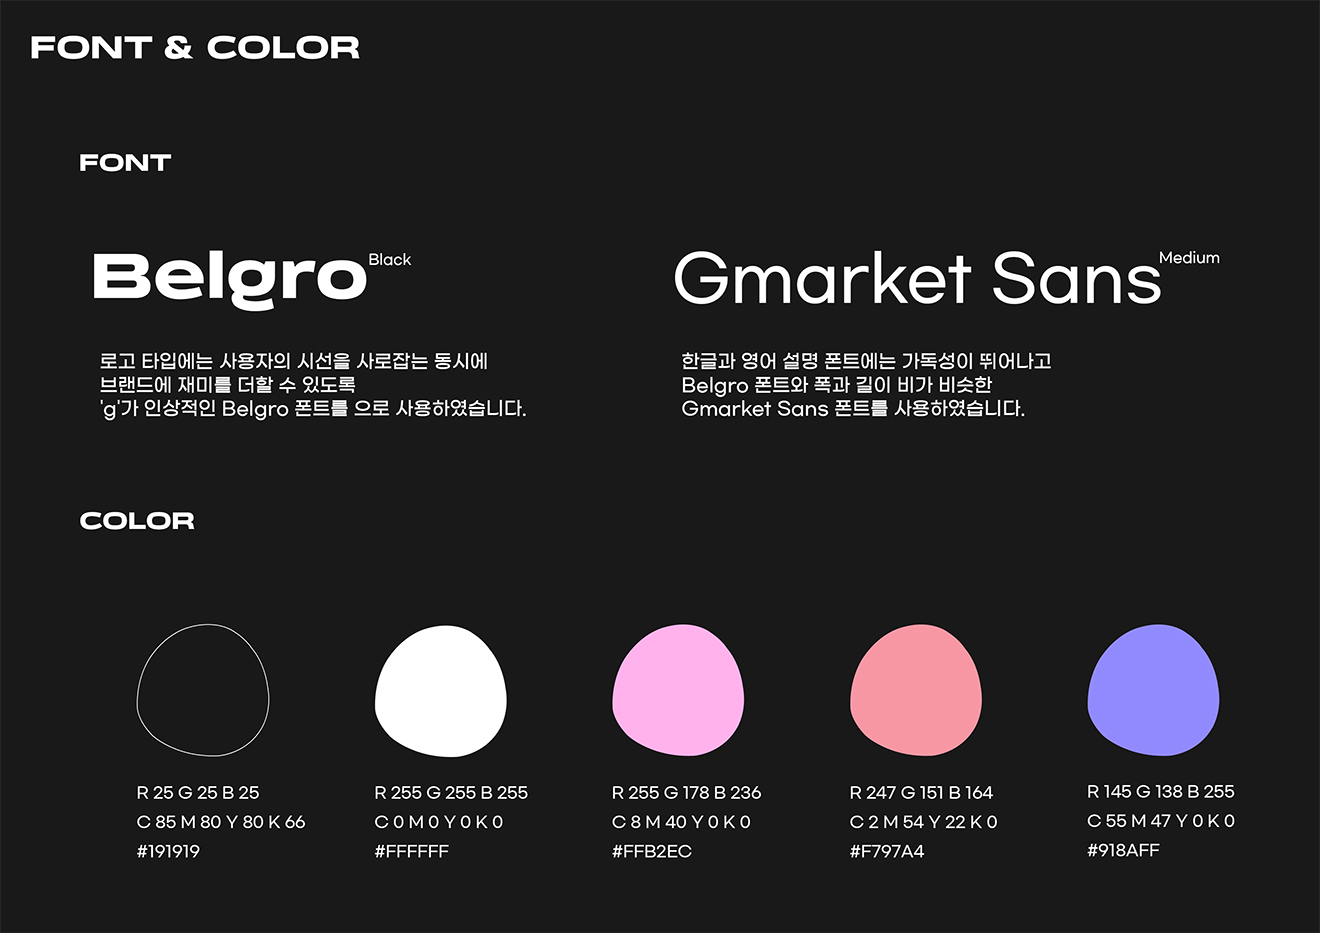 FONT & COLOR
FONT
Belgro Black
로고 타입에는 사용자의 시선을 사로잡는 동시에
브랜드에 재미를 더할 수 있도록
'g'가 인상적인 Belgro 폰트를 으로 사용하였습니다.
Gmarket Sans Medium
한글과 영어 설명 폰트에는 가독성이 뛰어나고
Belgro 폰트와 폭과 길이 비가 비슷한
Gmarket Sans 폰트를 사용하였습니다.
COLOR
R 25 G 25 B 25
C 85 M 80 Y 80 K 66
#191919
R 255 G 255 B 255
C 0 M 0 Y 0 K 0
#FFFFFF
R 255 G 178 B 236
C 8 M 40 Y 0 K 0
#FFB2EC
R 247 G 151 B 164
C 2 M 54 Y 22 K 0
#F797A4
R 145 G 138 B 255
C 55 M 47 Y 0 K 0
#918AFF